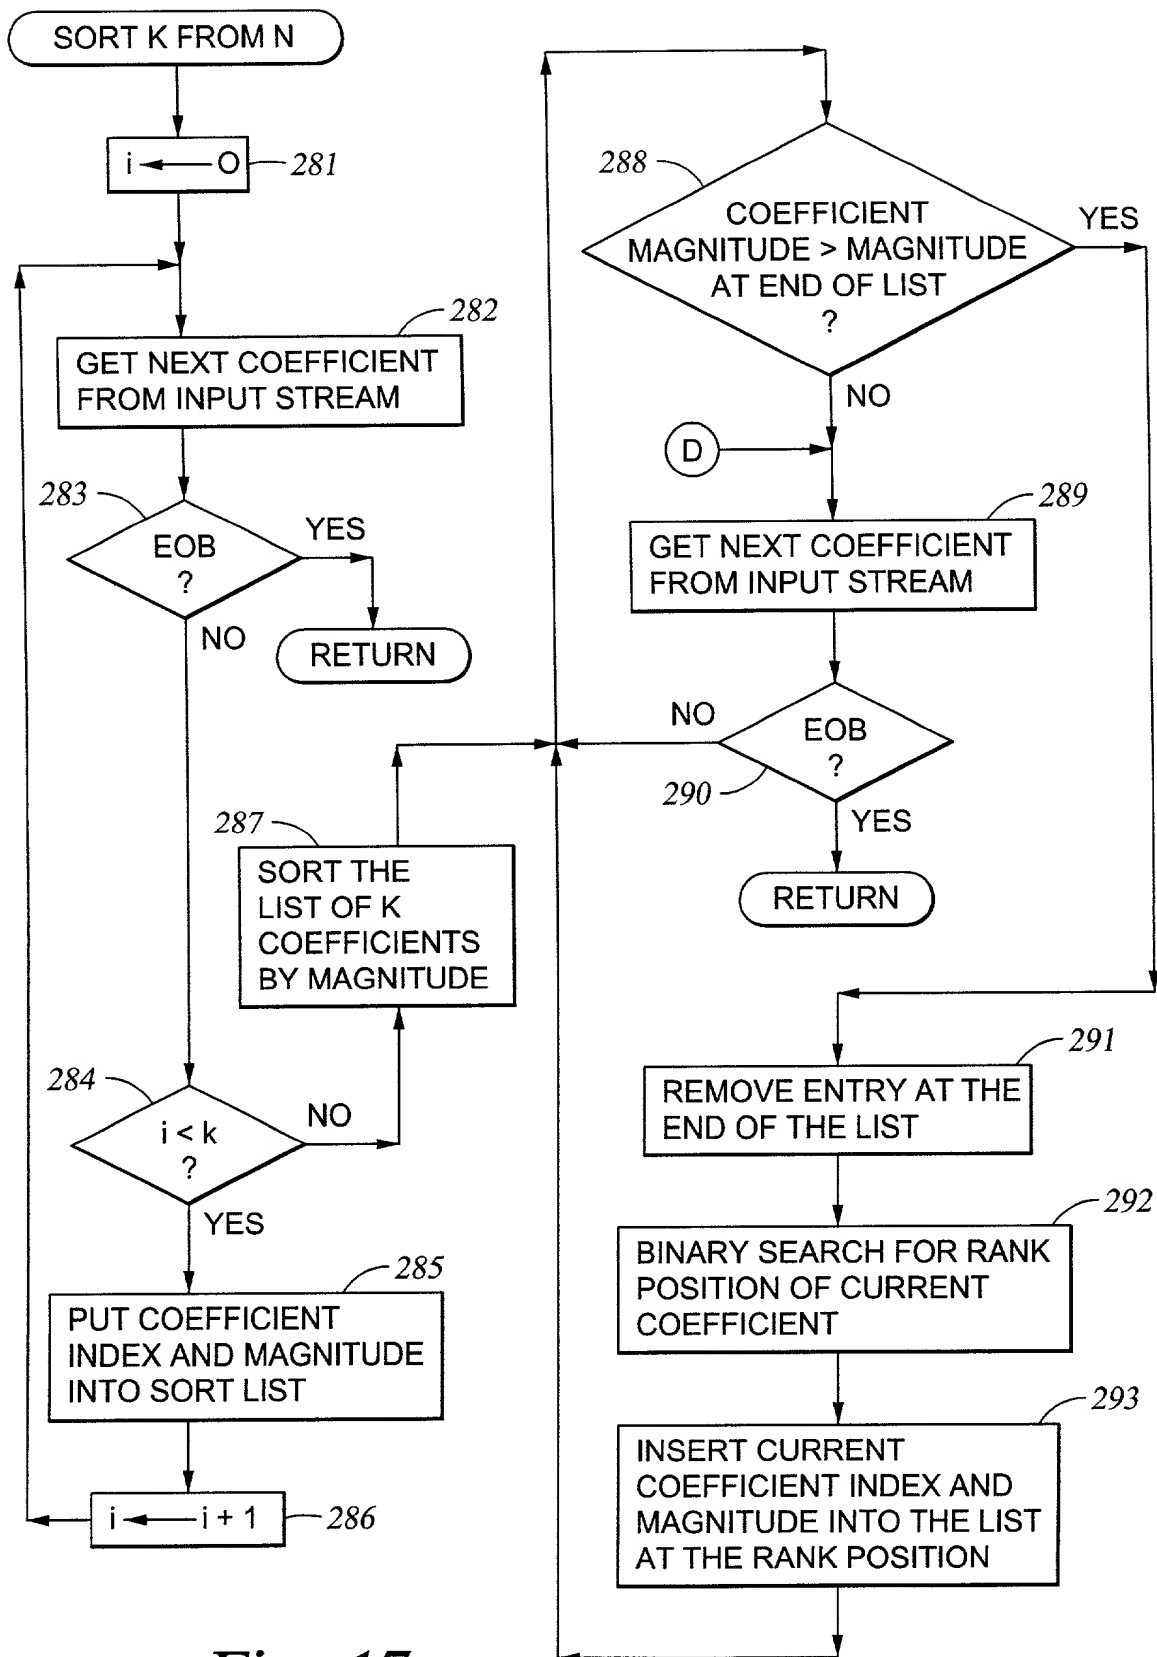 SORT K FROM N
i ← O
281
282
GET NEXT COEFFICIENT
FROM INPUT STREAM
283
EOB
?
YES
NO
RETURN
287
SORT THE
LIST OF K
COEFFICIENTS
BY MAGNITUDE
284
i < k
?
NO
YES
285
PUT COEFFICIENT
INDEX AND MAGNITUDE
INTO SORT LIST
i ← i + 1
286
288
COEFFICIENT
MAGNITUDE > MAGNITUDE
AT END OF LIST
?
YES
NO
D
289
GET NEXT COEFFICIENT
FROM INPUT STREAM
NO
EOB
?
290
YES
RETURN
291
REMOVE ENTRY AT THE
END OF THE LIST
292
BINARY SEARCH FOR RANK
POSITION OF CURRENT
COEFFICIENT
293
INSERT CURRENT
COEFFICIENT INDEX AND
MAGNITUDE INTO THE LIST
AT THE RANK POSITION